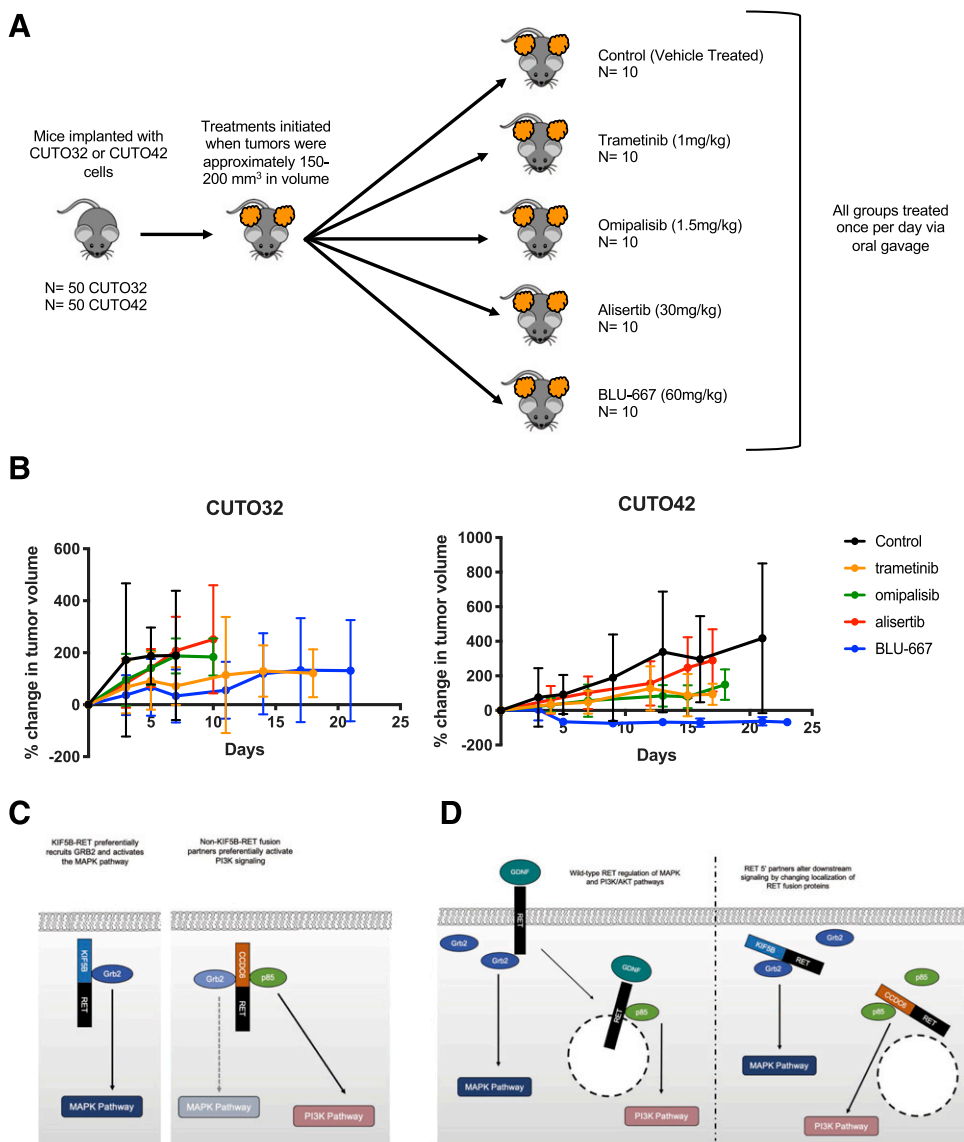 A
Mice implanted with
CUTO32 or CUTO42
cells
N= 50 CUTO32
N= 50 CUTO42
Treatments initiated
when tumors were
approximately 150-
200 mm³ in volume
Control (Vehicle Treated)
N= 10
Trametinib (1mg/kg)
N= 10
Omipalisib (1.5mg/kg)
N= 10
Alisertib (30mg/kg)
N= 10
BLU-667 (60mg/kg)
N= 10
All groups treated
once per day via
oral gavage
B
CUTO32
% change in tumor volume
600
400
200
0
-200
5
10
15
20
25
Days
CUTO42
% change in tumor volume
1000
800
600
400
200
0
-200
5
10
15
20
25
Days
Control
trametinib
omipalisib
alisertib
BLU-667
C
KIF5B-RET preferentially
recruits GRB2 and activates
the MAPK pathway
KIF5B
RET
Grb2
MAPK Pathway
Non-KIF5B-RET fusion
partners preferentially activate
PI3K signaling
Grb2
CCDC6
RET
p85
MAPK Pathway
PI3K Pathway
D
Wild-type RET regulation of MAPK
and PI3K/AKT pathways
GDNF
RET
Grb2
Grb2
GDNF
RET
p85
MAPK Pathway
PI3K Pathway
RET 5' partners alter downstream
signaling by changing localization of
RET fusion proteins
Grb2
KIF5B
RET
Grb2
p85
p85
CCDC6
RET
MAPK Pathway
PI3K Pathway